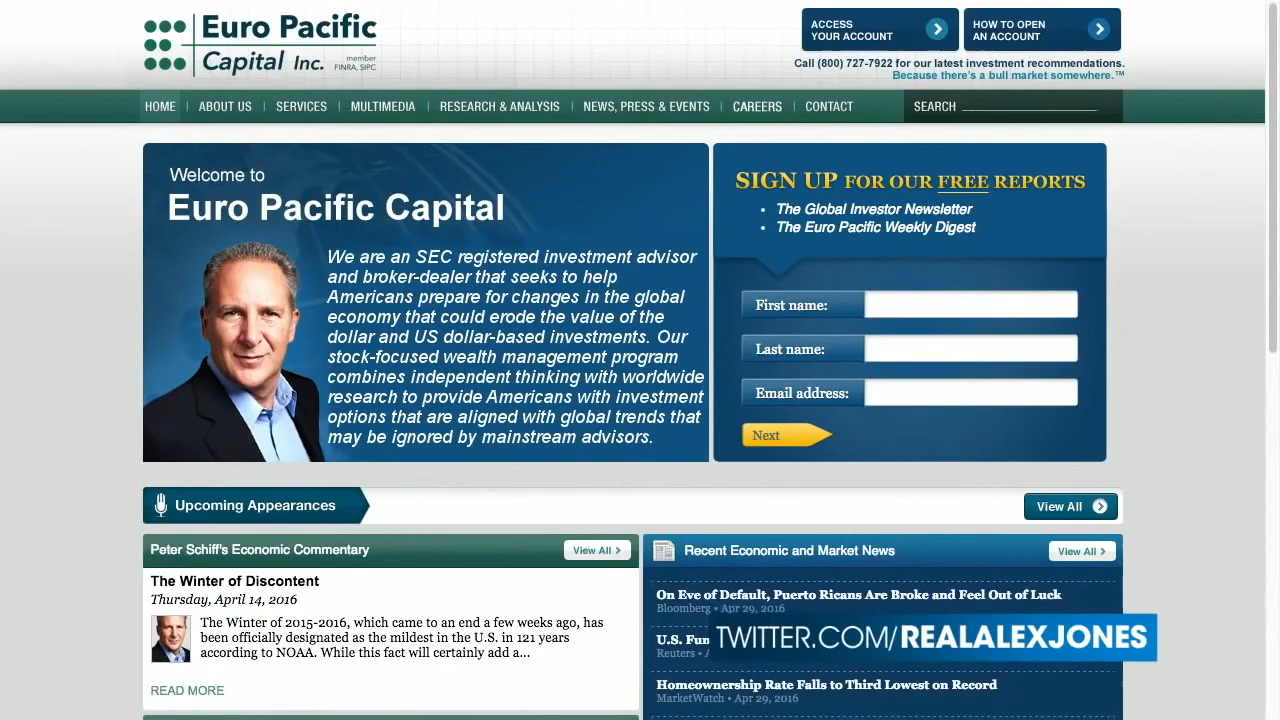 Euro Pacific
Capital Inc.
member
FINRA, SIPC
ACCESS
YOUR ACCOUNT
HOW TO OPEN
AN ACCOUNT
Call (800) 727-7922 for our latest investment recommendations.
Because there's a bull market somewhere.™
HOME | ABOUT US | SERVICES | MULTIMEDIA | RESEARCH & ANALYSIS | NEWS, PRESS & EVENTS | CAREERS | CONTACT
SEARCH
Welcome to
Euro Pacific Capital
We are an SEC registered investment advisor
and broker-dealer that seeks to help
Americans prepare for changes in the global
economy that could erode the value of the
dollar and US dollar-based investments. Our
stock-focused wealth management program
combines independent thinking with worldwide
research to provide Americans with investment
options that are aligned with global trends that
may be ignored by mainstream advisors.
SIGN UP FOR OUR FREE REPORTS
• The Global Investor Newsletter
• The Euro Pacific Weekly Digest
First name:
Last name:
Email address:
Next
Upcoming Appearances
View All
Peter Schiff's Economic Commentary
View All >
The Winter of Discontent
Thursday, April 14, 2016
The Winter of 2015-2016, which came to an end a few weeks ago, has
been officially designated as the mildest in the U.S. in 121 years
according to NOAA. While this fact will certainly add a...
READ MORE
Recent Economic and Market News
View All >
On Eve of Default, Puerto Ricans Are Broke and Feel Out of Luck
Bloomberg • Apr 29, 2016
U.S. Fun
Reuters •
TWITTER.COM/REALALEXJONES
Homeownership Rate Falls to Third Lowest on Record
MarketWatch • Apr 29, 2016